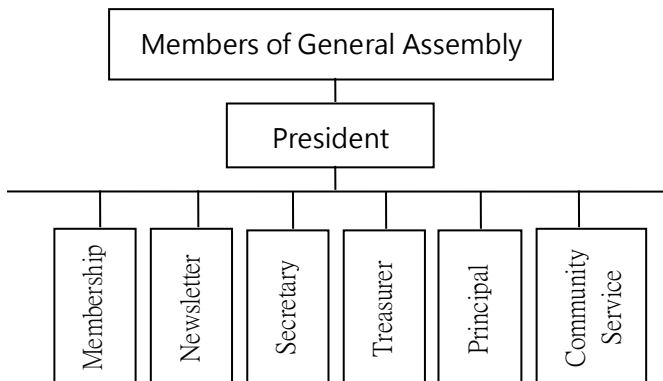 Members of General Assembly
President
Membership
Newsletter
Secretary
Treasurer
Principal
Community
Service